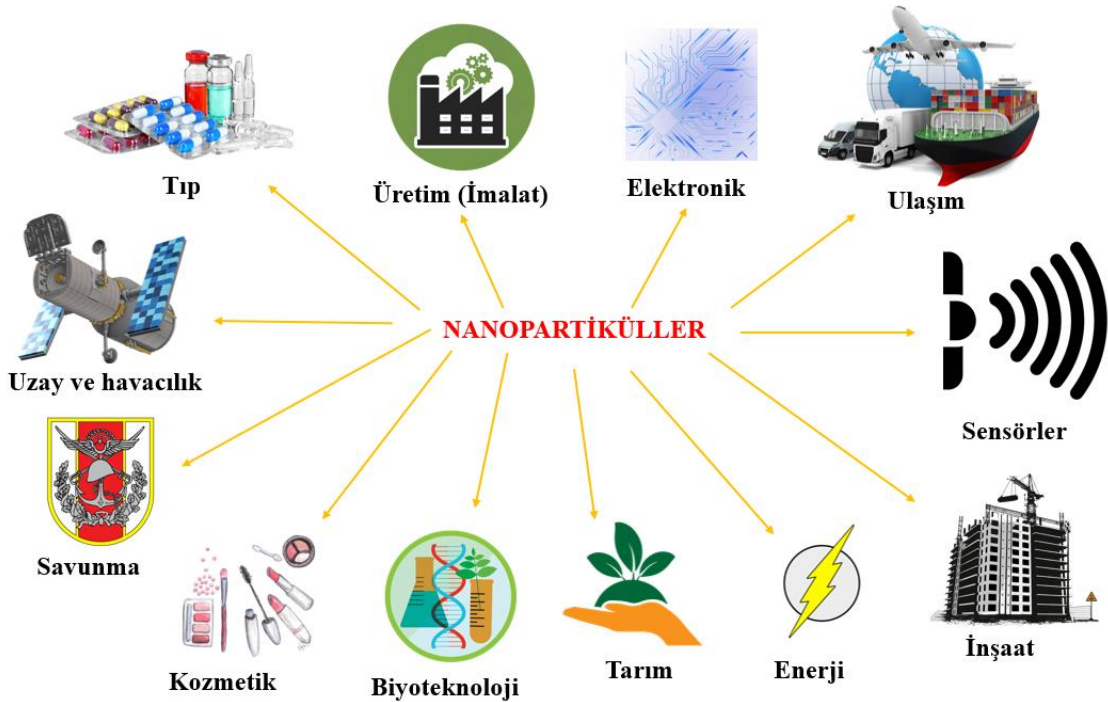 Tıp
Üretim (İmalat)
Elektronik
Ulaşım
NANOPARTİKÜLLER
Uzay ve havacılık
Sensörler
Savunma
Kozmetik
Biyoteknoloji
Tarım
Enerji
İnşaat